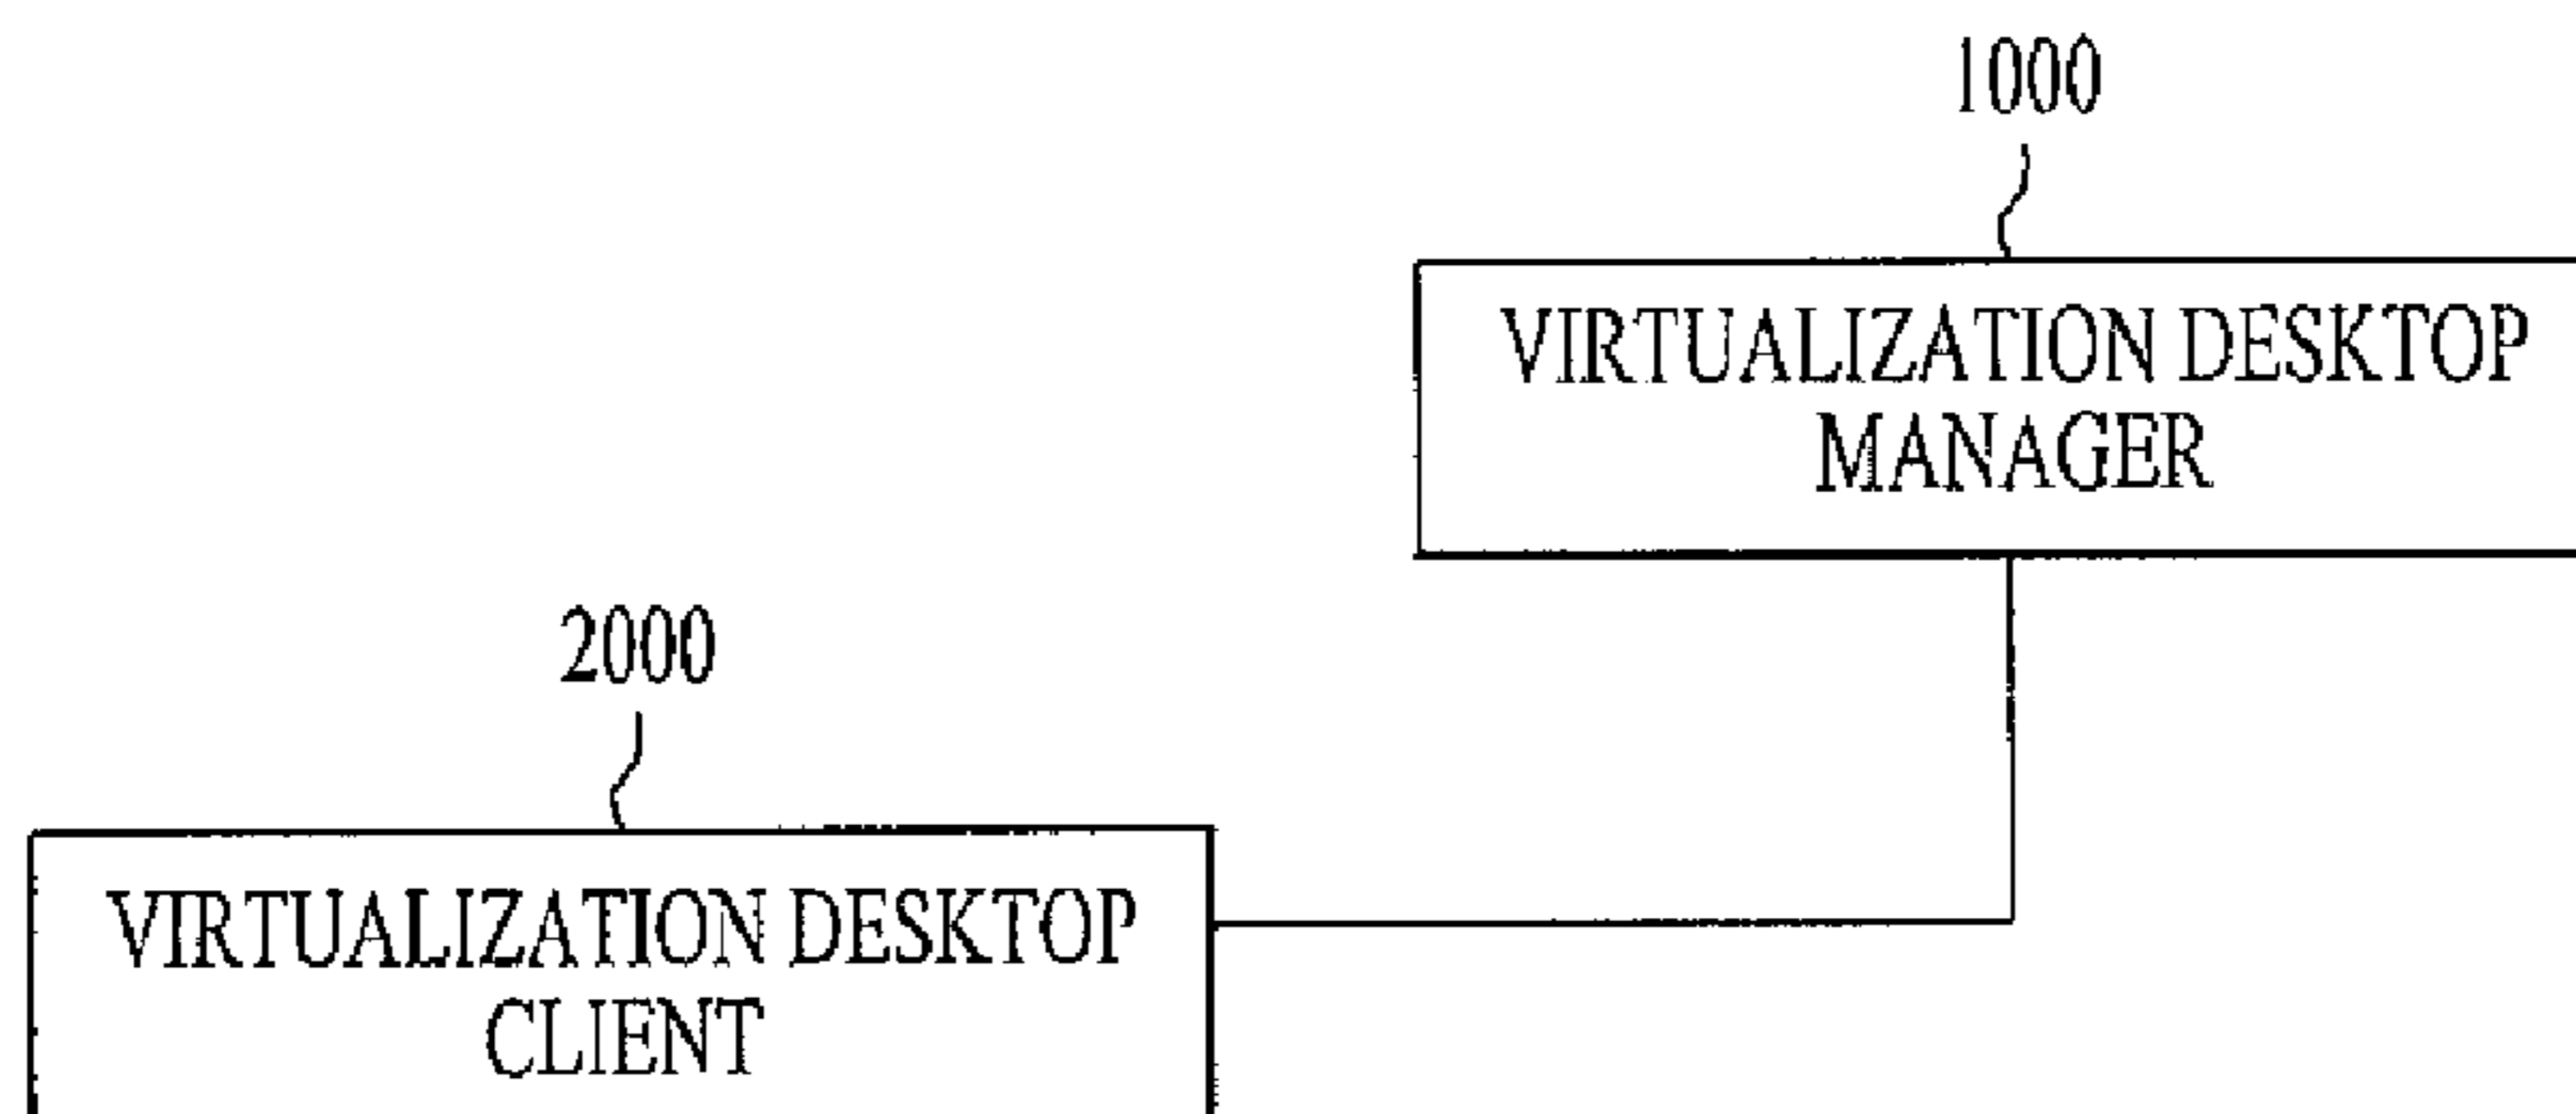 1000
VIRTUALIZATION DESKTOP
MANAGER
2000
VIRTUALIZATION DESKTOP
CLIENT